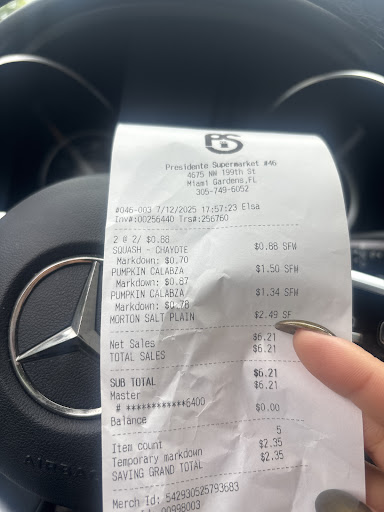 PS
Presidente Supermarket #46
4675 NW 199th St
Miami Gardens,FL
305-749-6052
#046-003 7/12/2025 17:57:23 Elsa
Inv#:00256440 Trs#:256760
2 @ 2/ $0.88
SQUASH - CHAYOTE $0.88 SFW
Markdown: $0.70
PUMPKIN CALABZA $1.50 SFW
Markdown: $0.87
PUMPKIN CALABZA $1.34 SFW
Markdown: $0.78
MORTON SALT PLAIN $2.49 SF
Net Sales $6.21
TOTAL SALES $6.21
SUB TOTAL $6.21
Master $6.21
# ************6400
Balance $0.00
Item count 5
Temporary markdown $2.35
SAVING GRAND TOTAL $2.35
Merch Id: 542930525793683
00998003
AIRBA